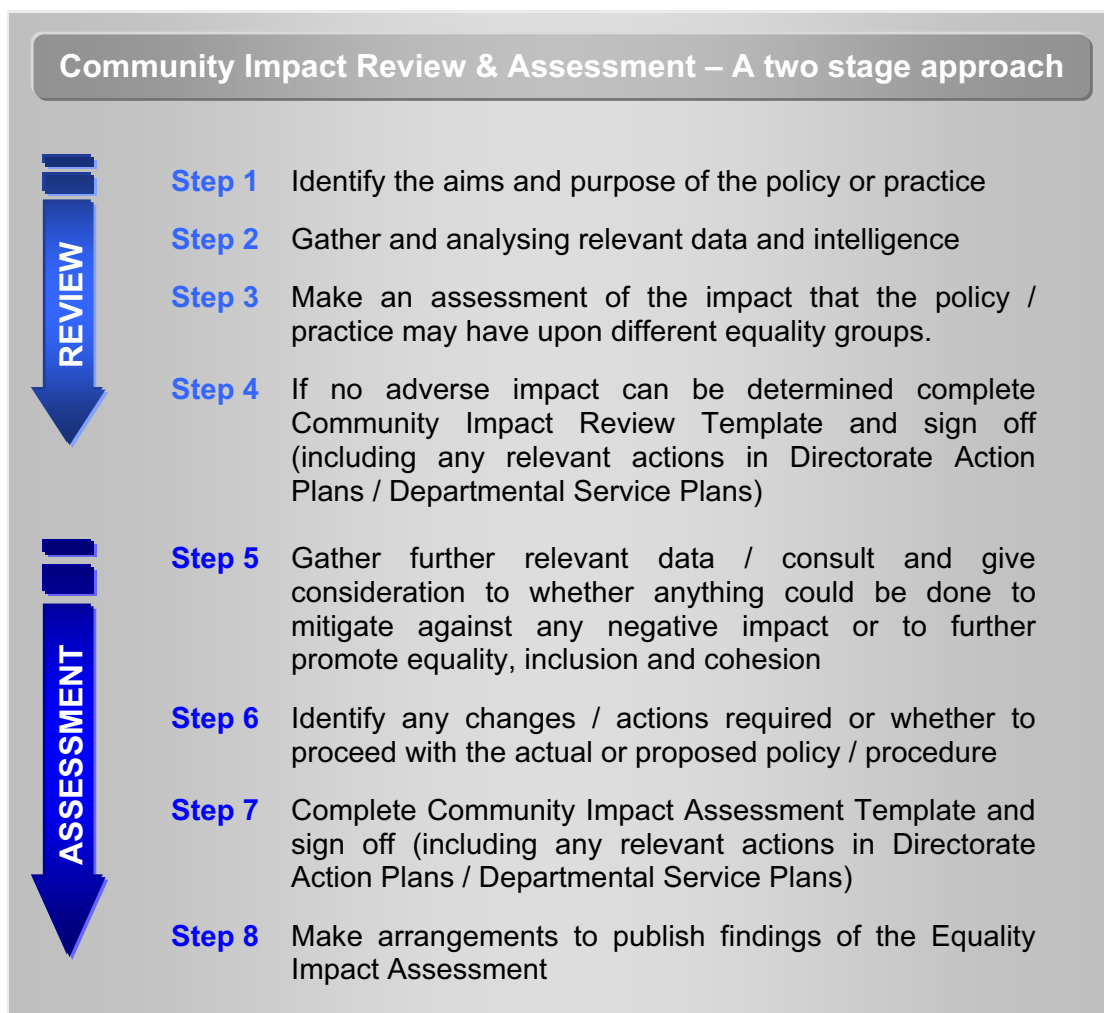 Community Impact Review & Assessment – A two stage approach
REVIEW
Step 1 Identify the aims and purpose of the policy or practice
Step 2 Gather and analysing relevant data and intelligence
Step 3 Make an assessment of the impact that the policy /
practice may have upon different equality groups.
Step 4 If no adverse impact can be determined complete
Community Impact Review Template and sign off
(including any relevant actions in Directorate Action
Plans / Departmental Service Plans)
ASSESSMENT
Step 5 Gather further relevant data / consult and give
consideration to whether anything could be done to
mitigate against any negative impact or to further
promote equality, inclusion and cohesion
Step 6 Identify any changes / actions required or whether to
proceed with the actual or proposed policy / procedure
Step 7 Complete Community Impact Assessment Template and
sign off (including any relevant actions in Directorate
Action Plans / Departmental Service Plans)
Step 8 Make arrangements to publish findings of the Equality
Impact Assessment